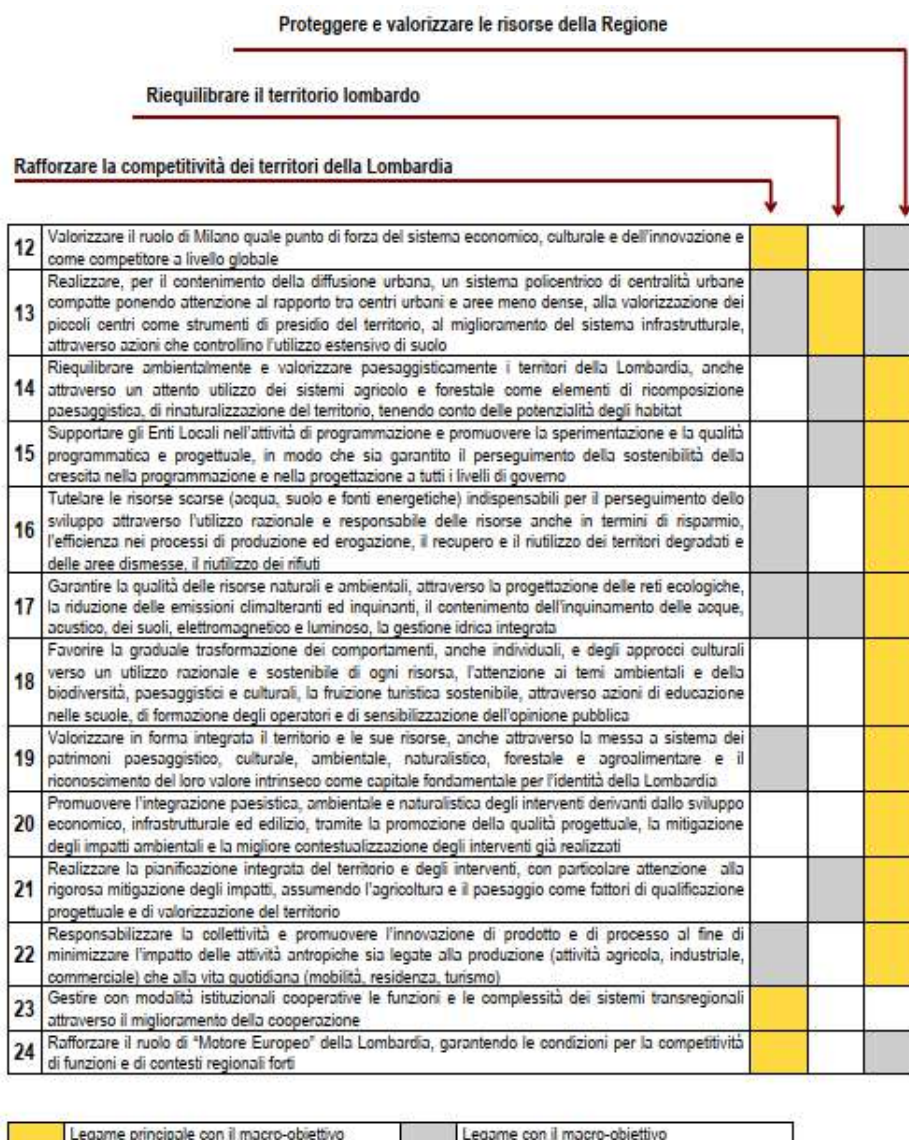 Proteggere e valorizzare le risorse della Regione
Riequilibrare il territorio lombardo
Rafforzare la competitività dei territori della Lombardia
12 Valorizzare il ruolo di Milano quale punto di forza del sistema economico, culturale e dell'innovazione e
come competitore a livello globale
13 Realizzare, per il contenimento della diffusione urbana, un sistema policentrico di centralità urbane
compatte ponendo attenzione al rapporto tra centri urbani e aree meno dense, alla valorizzazione dei
piccoli centri come strumenti di presidio del territorio, al miglioramento del sistema infrastrutturale,
attraverso azioni che controllino l'utilizzo estensivo di suolo
14 Riequilibrare ambientalmente e valorizzare paesaggisticamente i territori della Lombardia, anche
attraverso un attento utilizzo dei sistemi agricolo e forestale come elementi di ricomposizione
paesaggistica, di rinaturalizzazione del territorio, tenendo conto delle potenzialità degli habitat
15 Supportare gli Enti Locali nell'attività di programmazione e promuovere la sperimentazione e la qualità
programmatica e progettuale, in modo che sia garantito il perseguimento della sostenibilità della
crescita nella programmazione e nella progettazione a tutti i livelli di governo
16 Tutelare le risorse scarse (acqua, suolo e fonti energetiche) indispensabili per il perseguimento dello
sviluppo attraverso l'utilizzo razionale e responsabile delle risorse anche in termini di risparmio,
l'efficienza nei processi di produzione ed erogazione, il recupero e il riutilizzo dei territori degradati e
delle aree dismesse, il riutilizzo dei rifiuti
17 Garantire la qualità delle risorse naturali e ambientali, attraverso la progettazione delle reti ecologiche,
la riduzione delle emissioni climalteranti ed inquinanti, il contenimento dell'inquinamento delle acque,
acustico, dei suoli, elettromagnetico e luminoso, la gestione idrica integrata
18 Favorire la graduale trasformazione dei comportamenti, anche individuali, e degli approcci culturali
verso un utilizzo razionale e sostenibile di ogni risorsa, l'attenzione ai temi ambientali e della
biodiversità, paesaggistici e culturali, la fruizione turistica sostenibile, attraverso azioni di educazione
nelle scuole, di formazione degli operatori e di sensibilizzazione dell'opinione pubblica
19 Valorizzare in forma integrata il territorio e le sue risorse, anche attraverso la messa a sistema dei
patrimoni paesaggistico, culturale, ambientale, naturalistico, forestale e agroalimentare e il
riconoscimento del loro valore intrinseco come capitale fondamentale per l'identità della Lombardia
20 Promuovere l'integrazione paesistica, ambientale e naturalistica degli interventi derivanti dallo sviluppo
economico, infrastrutturale ed edilizio, tramite la promozione della qualità progettuale, la mitigazione
degli impatti ambientali e la migliore contestualizzazione degli interventi già realizzati
21 Realizzare la pianificazione integrata del territorio e degli interventi, con particolare attenzione alla
rigorosa mitigazione degli impatti, assumendo l'agricoltura e il paesaggio come fattori di qualificazione
progettuale e di valorizzazione del territorio
22 Responsabilizzare la collettività e promuovere l'innovazione di prodotto e di processo al fine di
minimizzare l'impatto delle attività antropiche sia legate alla produzione (attività agricola, industriale,
commerciale) che alla vita quotidiana (mobilità, residenza, turismo)
23 Gestire con modalità istituzionali cooperative le funzioni e le complessità dei sistemi transregionali
attraverso il miglioramento della cooperazione
24 Rafforzare il ruolo di "Motore Europeo" della Lombardia, garantendo le condizioni per la competitività
di funzioni e di contesti regionali forti
Legame principale con il macro-obiettivo Legame con il macro-obiettivo